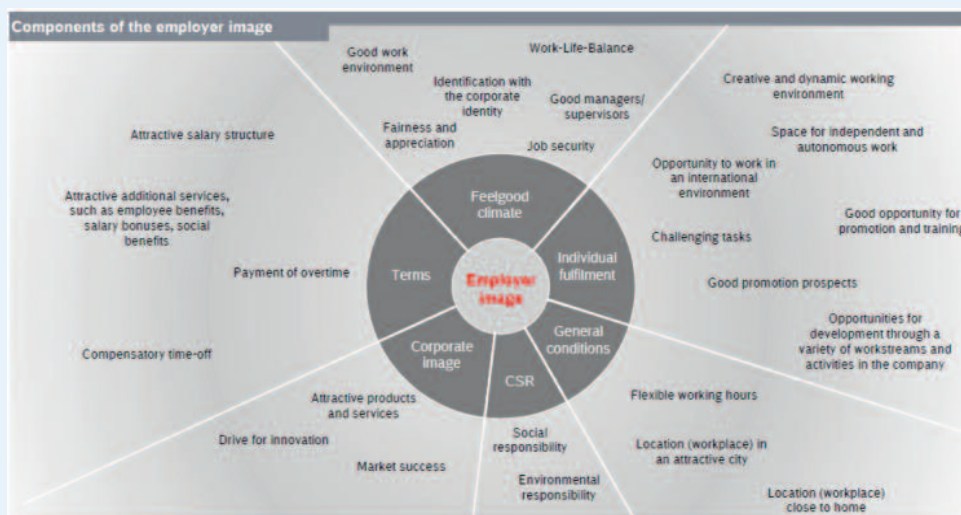 Components of the employer image
Good work
environment
Work-Life-Balance
Identification with
the corporate
identity
Good managers/
supervisors
Fairness and
appreciation
Job security
Creative and dynamic working
environment
Space for independent and
autonomous work
Opportunity to work in
an international
environment
Good opportunity for
promotion and training
Challenging tasks
Good promotion prospects
Opportunities for
development through a
variety of workstreams and
activities in the company
Attractive salary structure
Attractive additional services,
such as employee benefits,
salary bonuses, social
benefits
Payment of overtime
Compensatory time-off
Feelgood
climate
Individual
fulfilment
General
conditions
CSR
Corporate
image
Terms
Employer
image
Attractive products
and services
Drive for innovation
Market success
Social
responsibility
Environmental
responsibility
Flexible working hours
Location (workplace) in
an attractive city
Location (workplace)
close to home